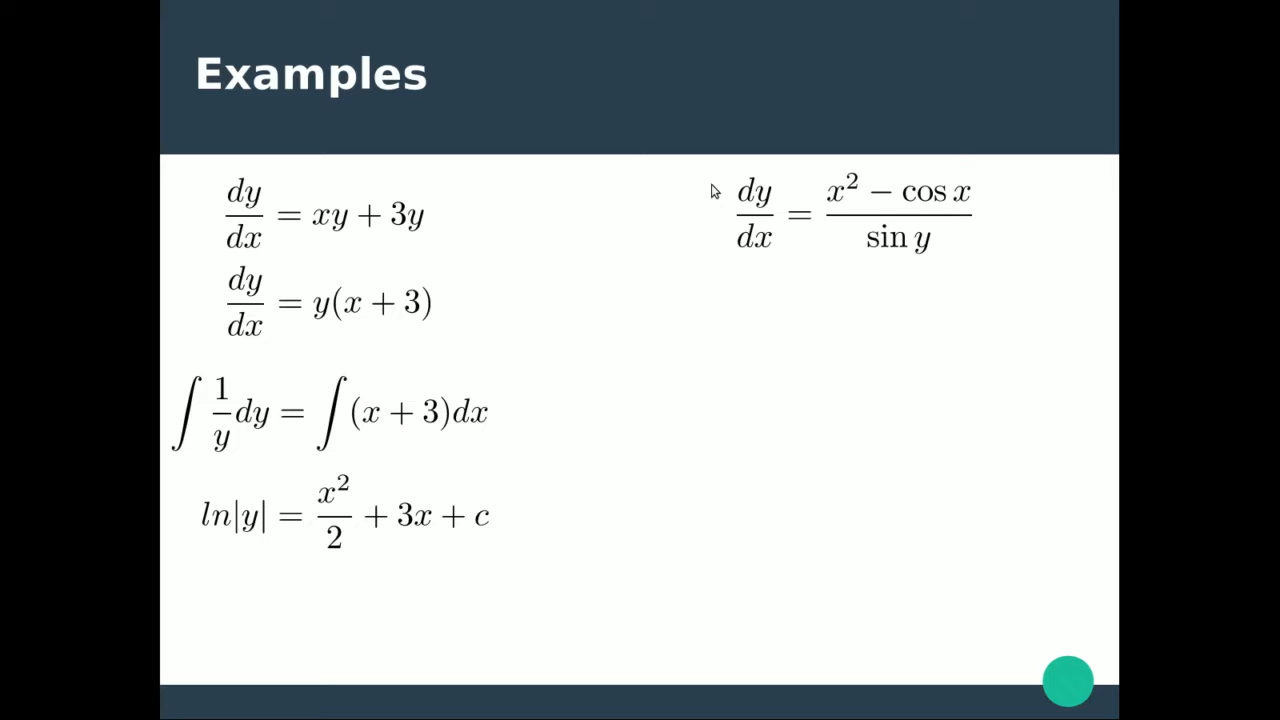 Examples
dy/dx = xy + 3y
dy/dx = y(x + 3)
∫ 1/y dy = ∫ (x + 3)dx
ln|y| = x²/2 + 3x + c
dy/dx = (x² − cos x)/(sin y)